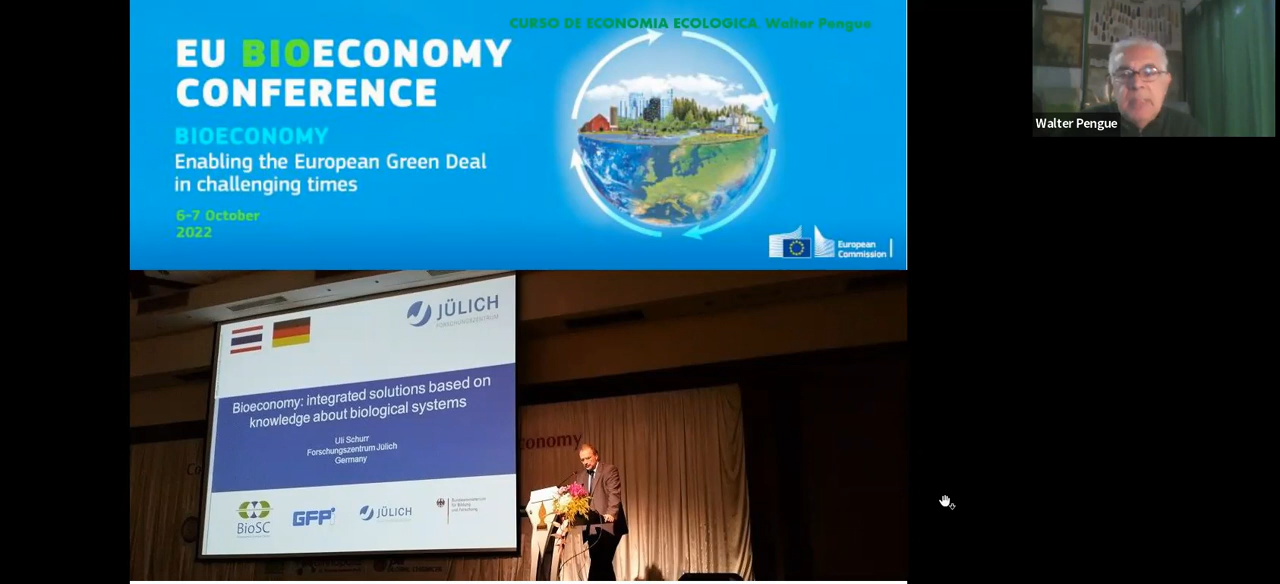 CURSO DE ECONOMIA ECOLOGICA. Walter Pengue
EU BIOECONOMY
CONFERENCE
BIOECONOMY
Enabling the European Green Deal
in challenging times
6-7 October
2022
European
Commission
Walter Pengue
JÜLICH
FORSCHUNGSZENTRUM
Bioeconomy: integrated solutions based on
knowledge about biological systems
Uli Schurr
Forschungszentrum Jülich
Germany
conomy
BioSC
GFP
JÜLICH